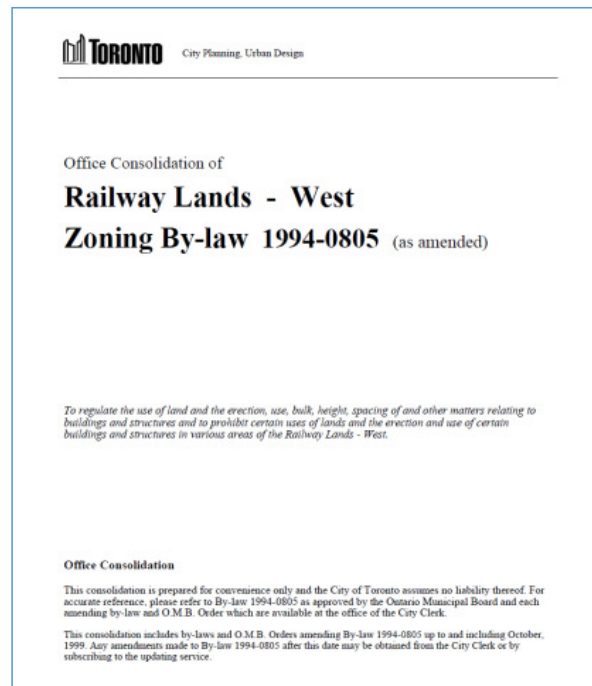 TORONTO City Planning, Urban Design
Office Consolidation of
Railway Lands - West
Zoning By-law 1994-0805 (as amended)
To regulate the use of land and the erection, use, bulk, height, spacing of and other matters relating to
buildings and structures and to prohibit certain uses of lands and the erection and use of certain
buildings and structures in various areas of the Railway Lands - West.
Office Consolidation
This consolidation is prepared for convenience only and the City of Toronto assumes no liability thereof. For
accurate reference, please refer to By-law 1994-0805 as approved by the Ontario Municipal Board and each
amending by-law and O.M.B. Order which are available at the office of the City Clerk.
This consolidation includes by-laws and O.M.B. Orders amending By-law 1994-0805 up to and including October,
1999. Any amendments made to By-law 1994-0805 after this date may be obtained from the City Clerk or by
subscribing to the updating service.